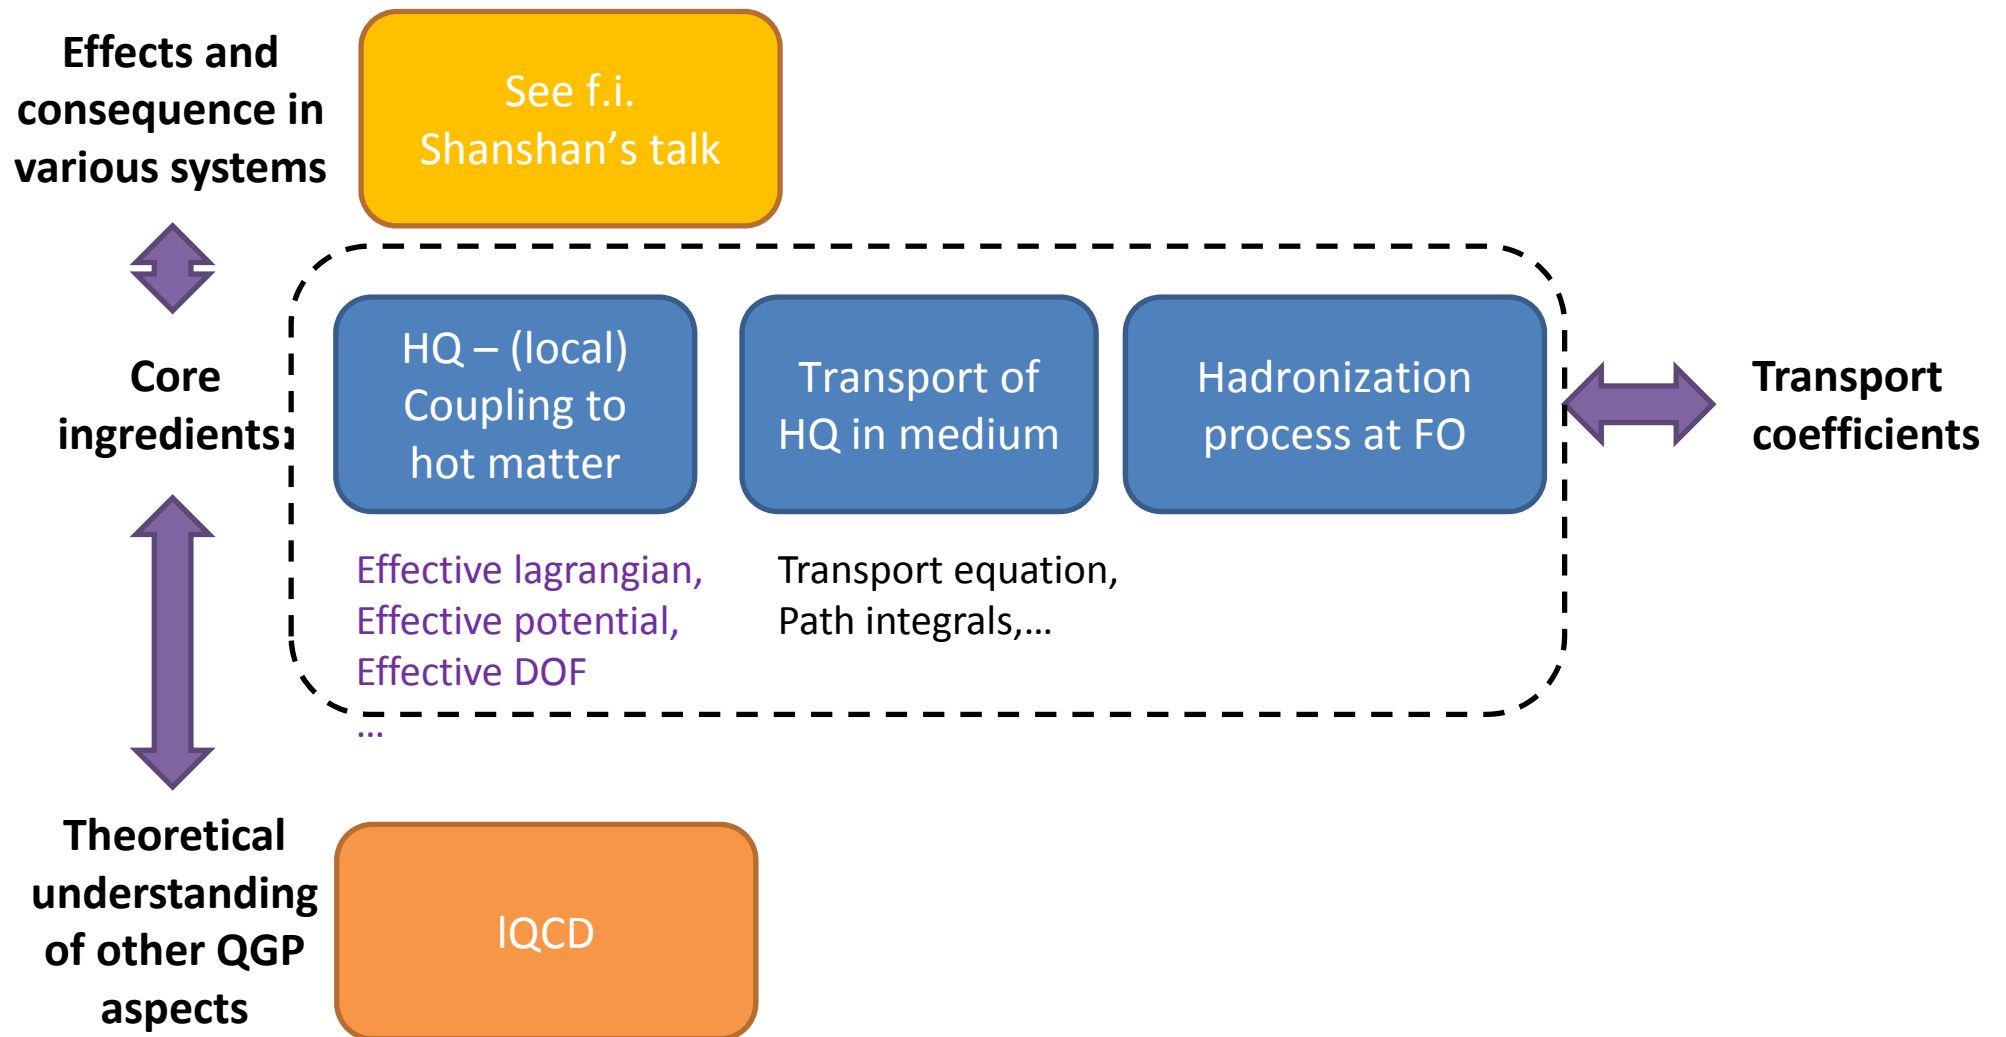 Effects and
consequence in
various systems
See f.i.
Shanshan’s talk
Core
ingredients:
HQ – (local)
Coupling to
hot matter
Transport of
HQ in medium
Hadronization
process at FO
Transport
coefficients
Effective lagrangian,
Effective potential,
Effective DOF
...
Transport equation,
Path integrals,...
Theoretical
understanding
of other QGP
aspects
lQCD